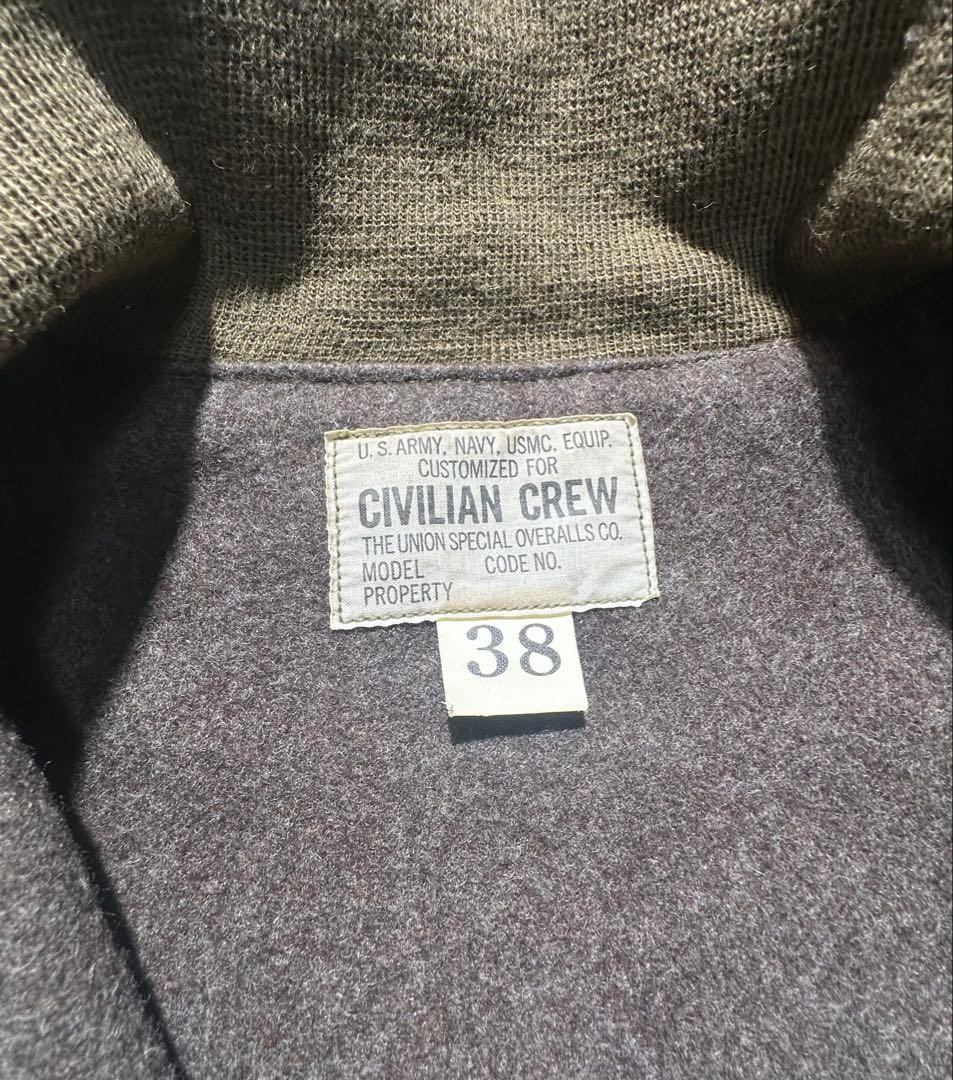 U. S. ARMY, NAVY, USMC. EQUIP.
CUSTOMIZED FOR
CIVILIAN CREW
THE UNION SPECIAL OVERALLS CO.
MODEL CODE NO.
PROPERTY
38